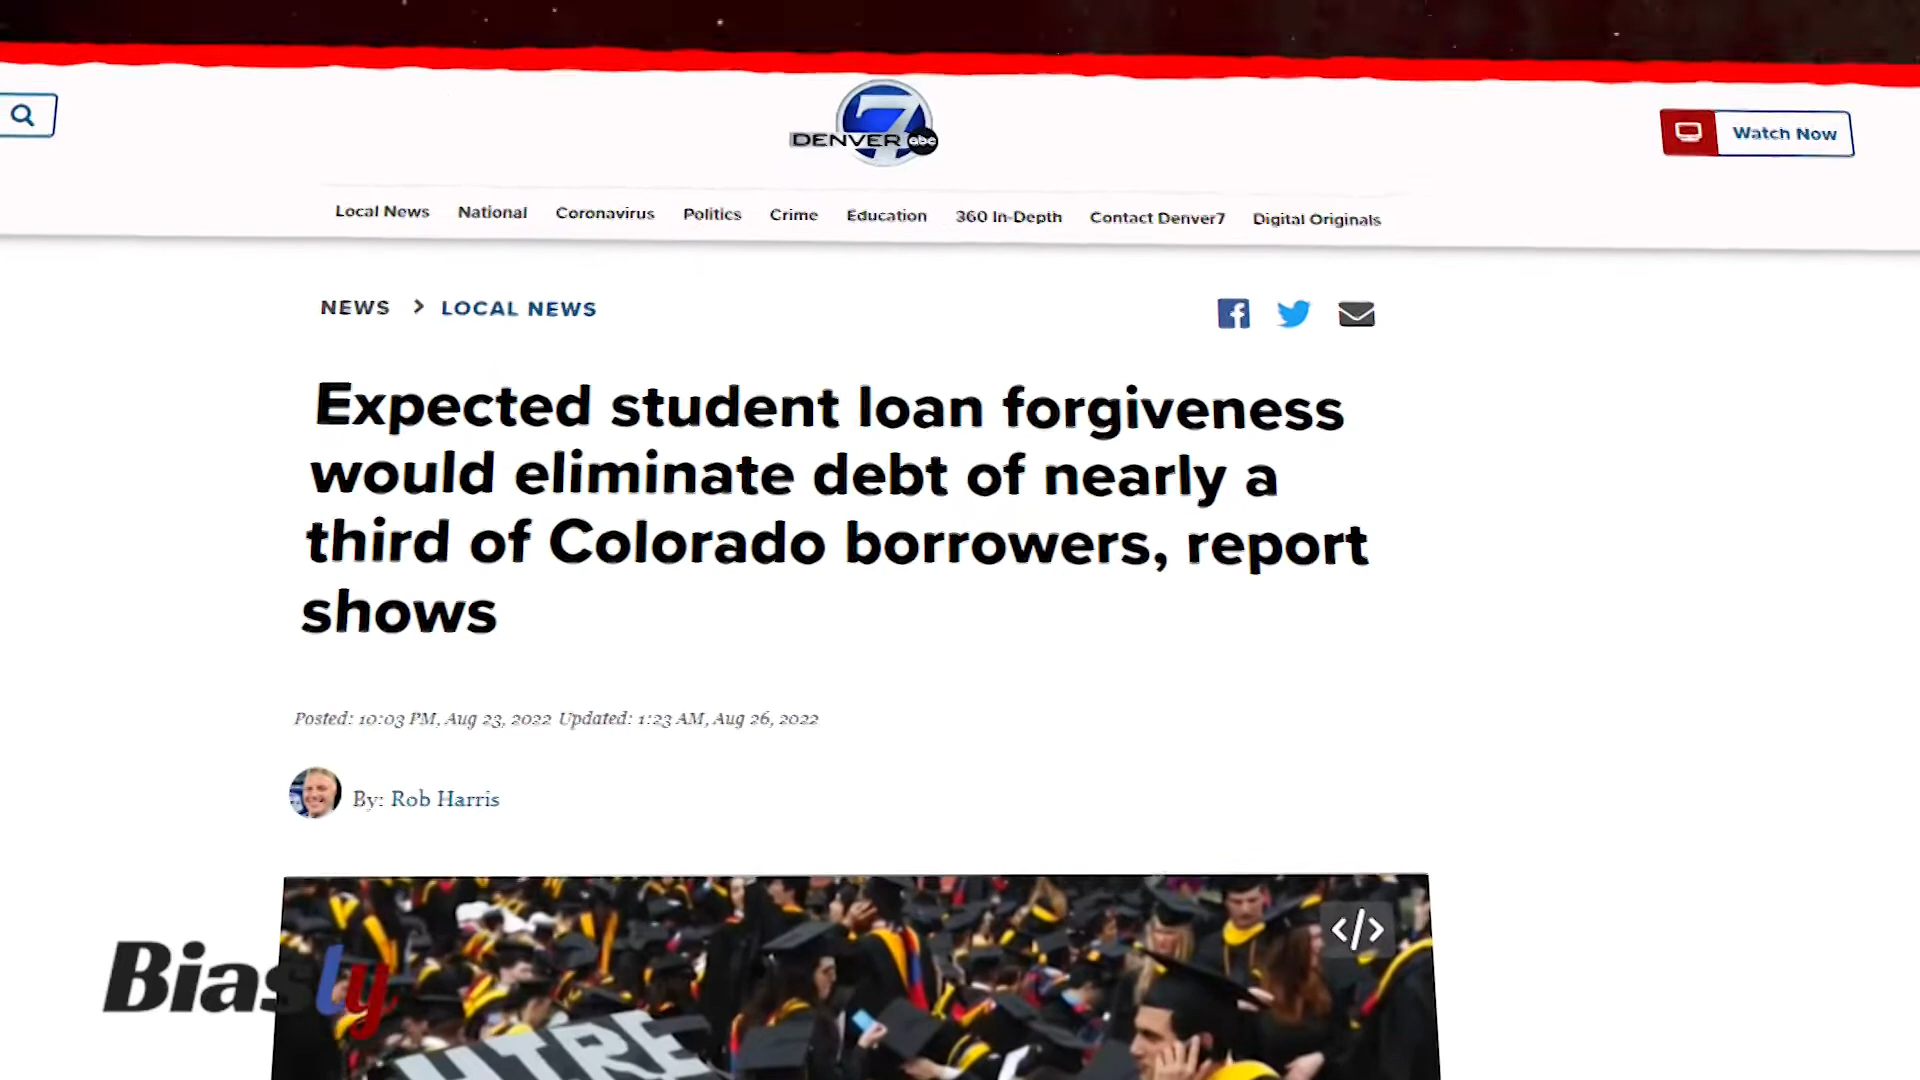 7
DENVER abc
Watch Now
Local News National Coronavirus Politics Crime Education 360 In-Depth Contact Denver7 Digital Originals
NEWS > LOCAL NEWS
Expected student loan forgiveness
would eliminate debt of nearly a
third of Colorado borrowers, report
shows
Posted: 10:03 PM, Aug 23, 2022 Updated: 1:23 AM, Aug 26, 2022
By: Rob Harris
</>
Biasly
HIRE